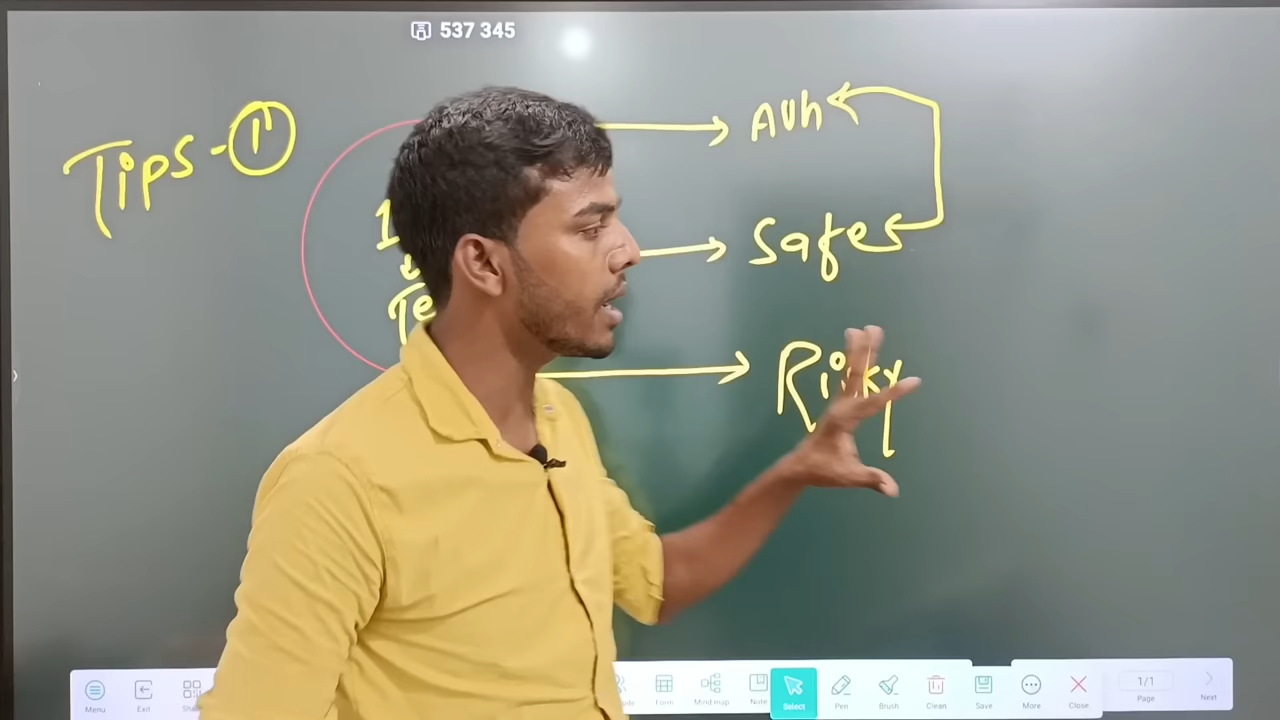 537 345
Tips - 1
Avh
Safe
Risky
Menu Exit Form Mind map Note Select Pen Brush Clean Save More Close 1/1 Page Next